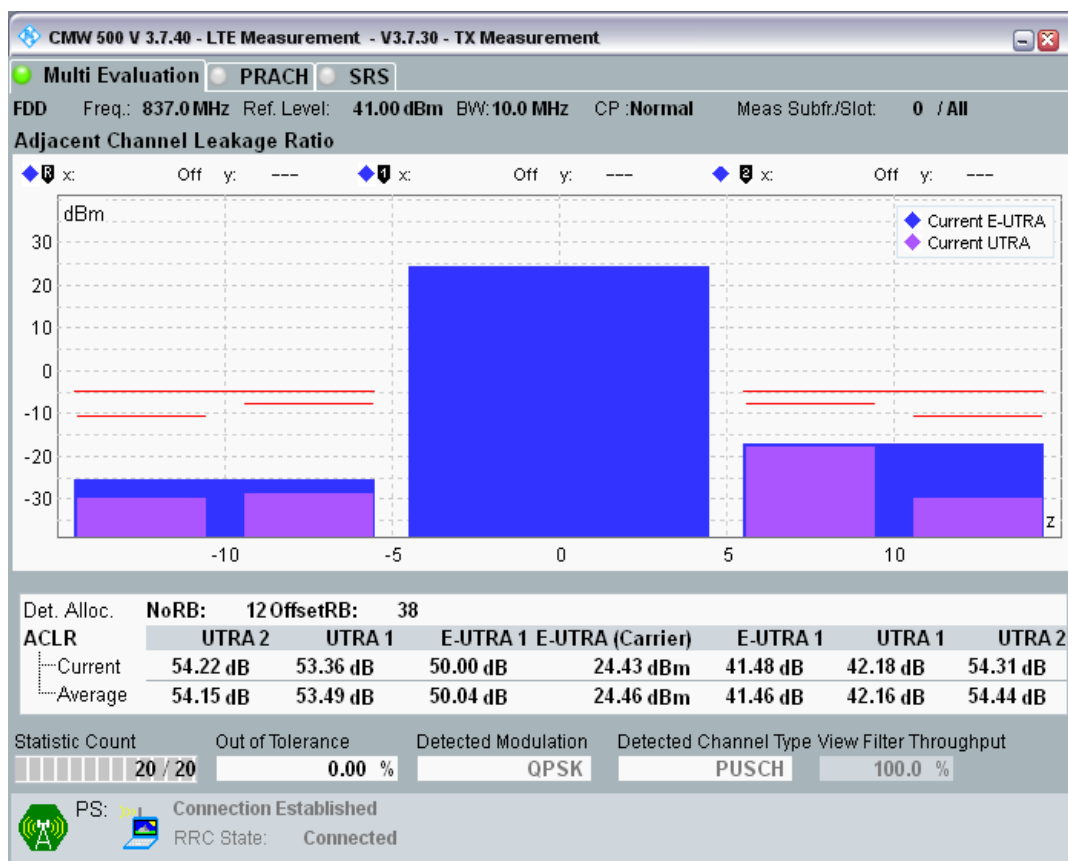 CMW 500 V 3.7.40 - LTE Measurement - V3.7.30 - TX Measurement
Multi Evaluation PRACH SRS
FDD Freq.: 837.0 MHz Ref. Level: 41.00 dBm BW: 10.0 MHz CP :Normal Meas Subfr./Slot: 0 / All
Adjacent Channel Leakage Ratio
R x: Off y: --- 1 x: Off y: --- 2 x: Off y: ---
dBm
Current E-UTRA
Current UTRA
30
20
10
0
-10
-20
-30
z
-10 -5 0 5 10
Det. Alloc. NoRB: 12 OffsetRB: 38
ACLR UTRA 2 UTRA 1 E-UTRA 1 E-UTRA (Carrier) E-UTRA 1 UTRA 1 UTRA 2
Current 54.22 dB 53.36 dB 50.00 dB 24.43 dBm 41.48 dB 42.18 dB 54.31 dB
Average 54.15 dB 53.49 dB 50.04 dB 24.46 dBm 41.46 dB 42.16 dB 54.44 dB
Statistic Count Out of Tolerance Detected Modulation Detected Channel Type View Filter Throughput
20 / 20 0.00 % QPSK PUSCH 100.0 %
PS: Connection Established
RRC State: Connected